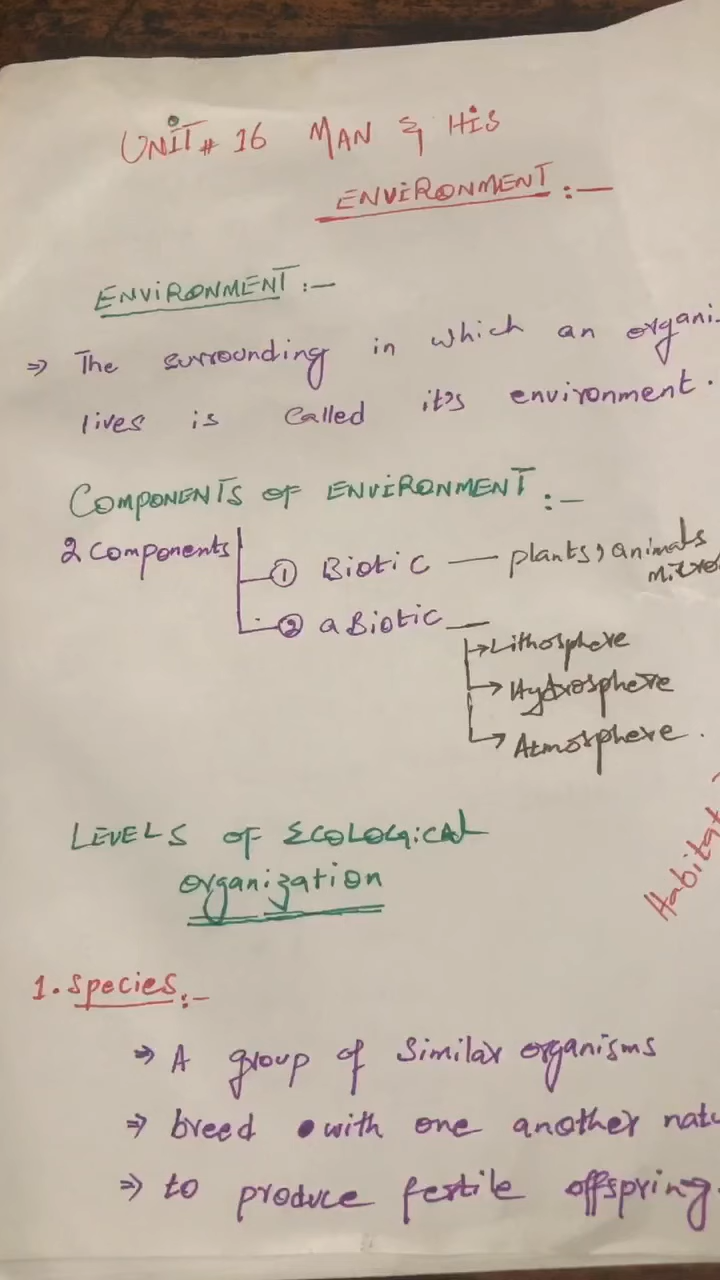 UNIT # 16 MAN & HIS
ENVIRONMENT :-
ENVIRONMENT :-
⇒ The surrounding in which an organi
lives is called it's environment.
COMPONENTS OF ENVIRONMENT :-
2 components
① Biotic — plants, animals
micro
② aBiotic —
→ Lithosphere
→ Hydrosphere
→ Atmosphere.
LEVELS OF ECOLOGICAL
organization
Habitat
1. Species :-
⇒ A group of similar organisms
⇒ breed with one another natu
⇒ to produce fertile offspring.